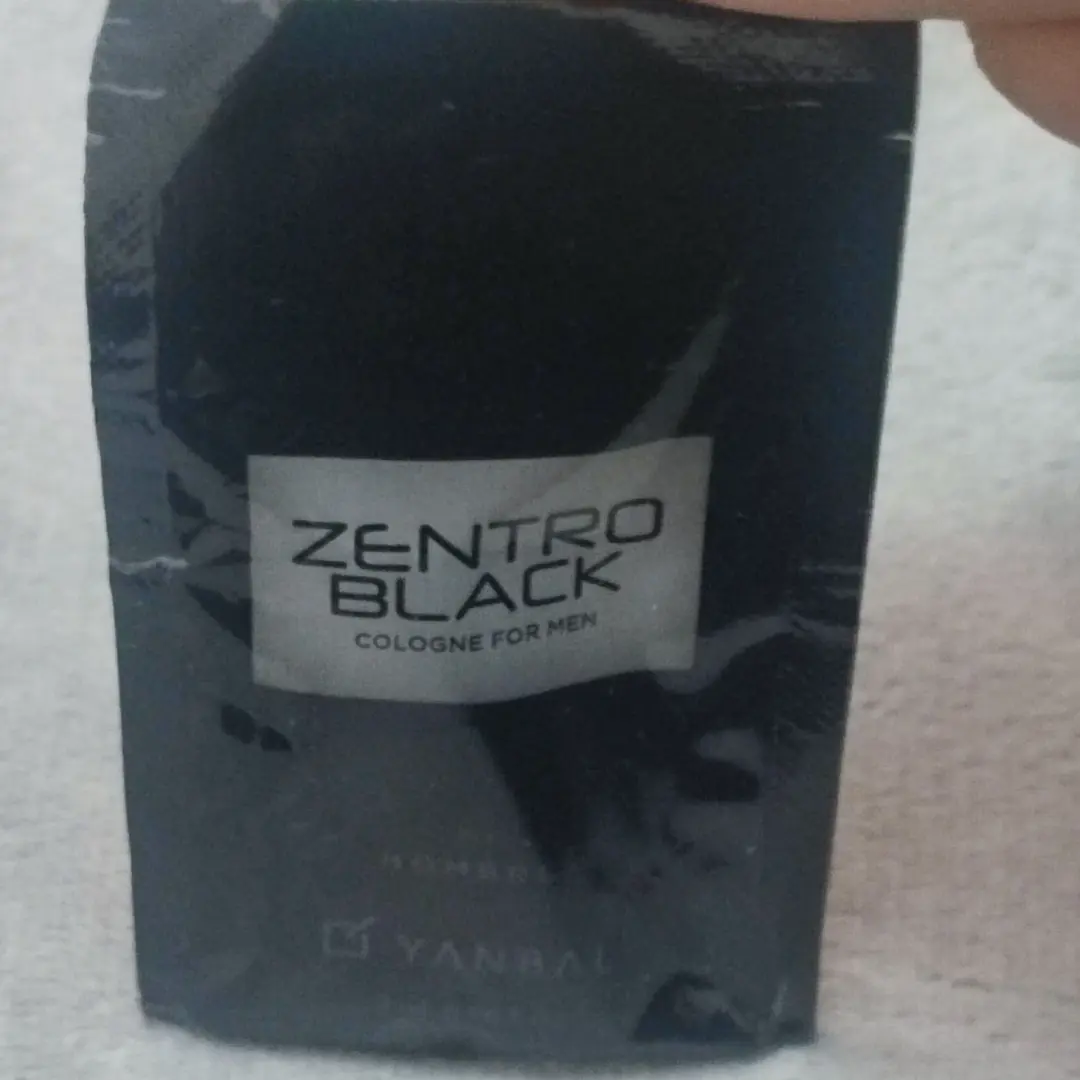 ZENTRO
BLACK
COLOGNE FOR MEN
YANBAL